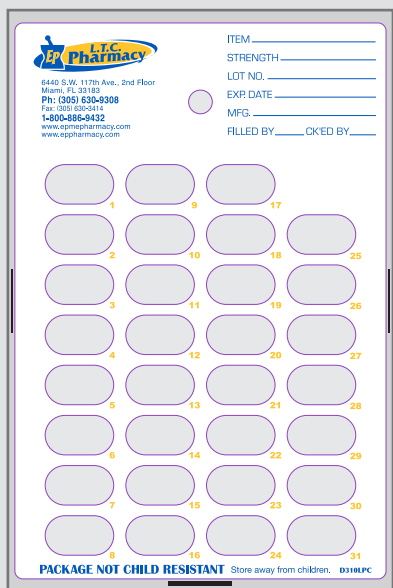 EP
L.T.C.
Pharmacy
6440 S.W. 117th Ave., 2nd Floor
Miami, FL 33183
Ph: (305) 630-9308
Fax: (305) 630-3414
1-800-886-9432
www.epmepharmacy.com
www.eppharmacy.com
ITEM
STRENGTH
LOT NO.
EXP. DATE
MFG.
FILLED BY CK'ED BY
1 9 17
2 10 18 25
3 11 19 26
4 12 20 27
5 13 21 28
6 14 22 29
7 15 23 30
8 16 24 31
PACKAGE NOT CHILD RESISTANT Store away from children. D310LPC